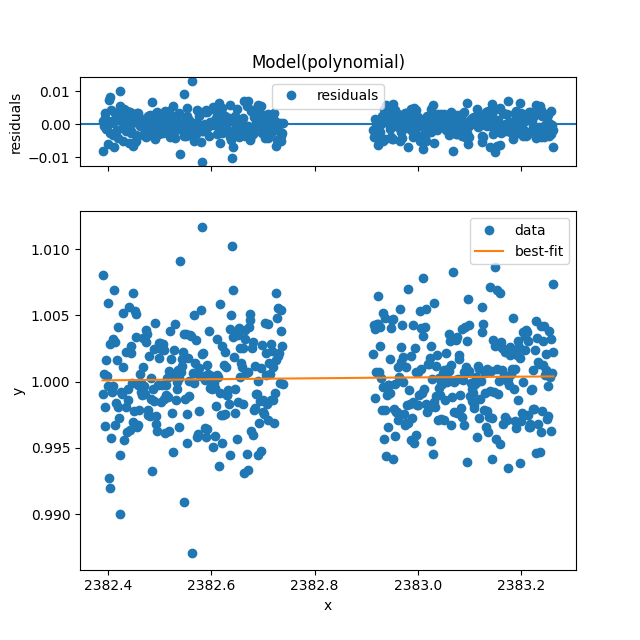 Model(polynomial)
residuals
0.01
0.00
−0.01
residuals
y
1.010
1.005
1.000
0.995
0.990
data
best-fit
2382.4 2382.6 2382.8 2383.0 2383.2
x